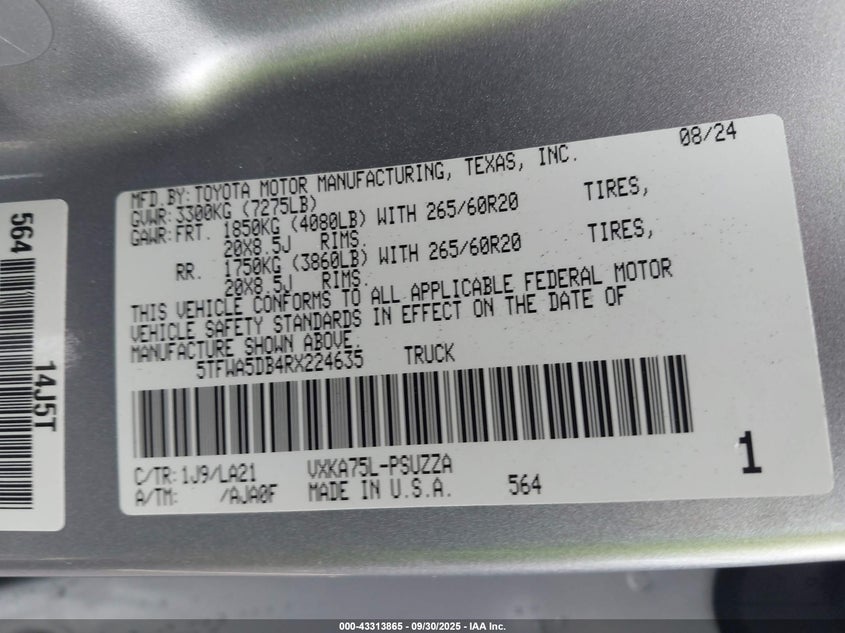 564
14J5T
08/24
MFD.BY:TOYOTA MOTOR MANUFACTURING, TEXAS, INC.
GVWR:3300KG (7275LB)
GAWR:FRT. 1850KG (4080LB) WITH 265/60R20 TIRES,
20X8.5J RIMS.
RR. 1750KG (3860LB) WITH 265/60R20 TIRES,
20X8.5J RIMS.
THIS VEHICLE CONFORMS TO ALL APPLICABLE FEDERAL MOTOR
VEHICLE SAFETY STANDARDS IN EFFECT ON THE DATE OF
MANUFACTURE SHOWN ABOVE.
5TFWA5DB4RX224635 TRUCK
C/TR:1J9/LA21 VXKA75L-PSUZZA
A/TM: /AJA0F MADE IN U.S.A. 564
1
000-43313865 - 09/30/2025 - IAA Inc.